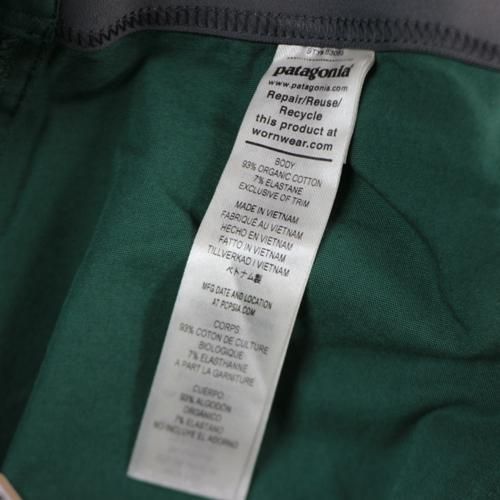 patagonia®
www.patagonia.com
Repair/Reuse/
Recycle
this product at
wornwear.com
BODY:
93% ORGANIC COTTON
7% ELASTANE
EXCLUSIVE OF TRIM
MADE IN VIETNAM
FABRIQUÉ AU VIETNAM
HECHO EN VIETNAM
FATTO IN VIETNAM
TILLVERKAD I VIETNAM
ベトナム製
MFG DATE AND LOCATION
AT PCPSIA.COM
CORPS:
93% COTON DE CULTURE
BIOLOGIQUE
7% ELASTHANNE
A PART LA GARNITURE
CUERPO:
93% ALGODÓN
ORGÁNICO
7% ELASTANO
NO INCLUYE EL ADORNO